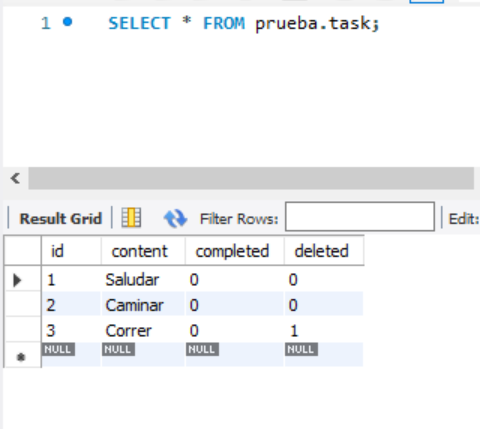 1 SELECT * FROM prueba.task;
Result Grid Filter Rows: Edit:
id content completed deleted
1 Saludar 0 0
2 Caminar 0 0
3 Correr 0 1
NULL NULL NULL NULL